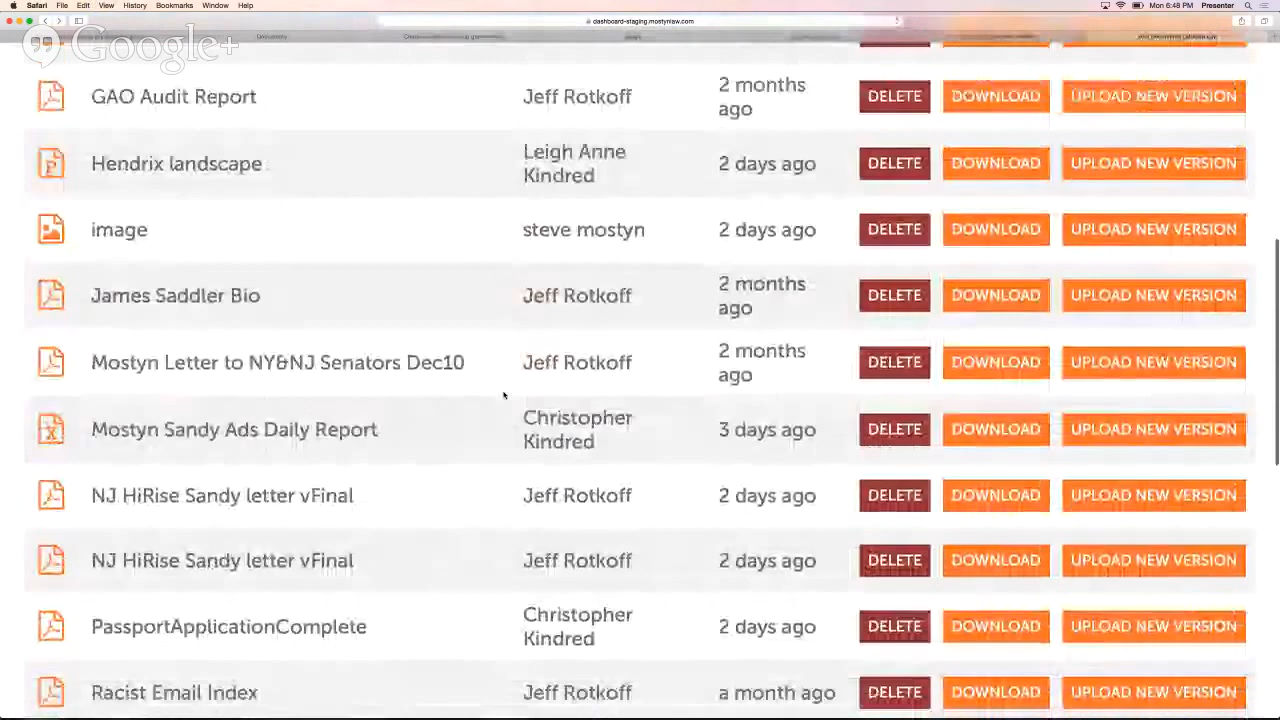 Safari File Edit View History Bookmarks Window Help
Mon 6:48 PM Presenter
dashboard-staging.mostynlaw.com
Google+
GAO Audit Report Jeff Rotkoff 2 months ago DELETE DOWNLOAD UPLOAD NEW VERSION
Hendrix landscape Leigh Anne Kindred 2 days ago DELETE DOWNLOAD UPLOAD NEW VERSION
image steve mostyn 2 days ago DELETE DOWNLOAD UPLOAD NEW VERSION
James Saddler Bio Jeff Rotkoff 2 months ago DELETE DOWNLOAD UPLOAD NEW VERSION
Mostyn Letter to NY&NJ Senators Dec10 Jeff Rotkoff 2 months ago DELETE DOWNLOAD UPLOAD NEW VERSION
Mostyn Sandy Ads Daily Report Christopher Kindred 3 days ago DELETE DOWNLOAD UPLOAD NEW VERSION
NJ HiRise Sandy letter vFinal Jeff Rotkoff 2 days ago DELETE DOWNLOAD UPLOAD NEW VERSION
NJ HiRise Sandy letter vFinal Jeff Rotkoff 2 days ago DELETE DOWNLOAD UPLOAD NEW VERSION
PassportApplicationComplete Christopher Kindred 2 days ago DELETE DOWNLOAD UPLOAD NEW VERSION
Racist Email Index Jeff Rotkoff a month ago DELETE DOWNLOAD UPLOAD NEW VERSION